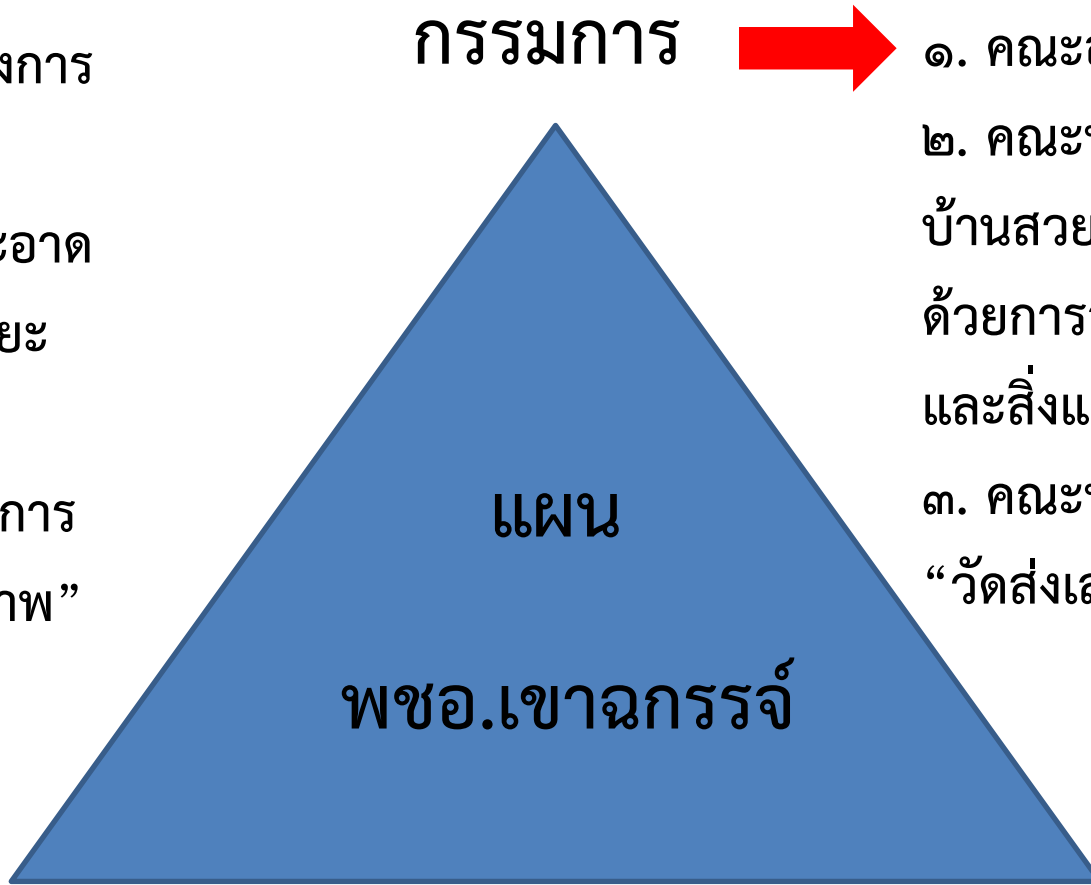 กรรมการ
งการ
ะอาด
ยะ
การ
าพ”
๑. คณะ
๒. คณะ
บ้านสวย
ด้วยการ
และสิ่งแ
๓. คณะ
“วัดส่งเส
แผน
พชอ.เขาฉกรรจ์